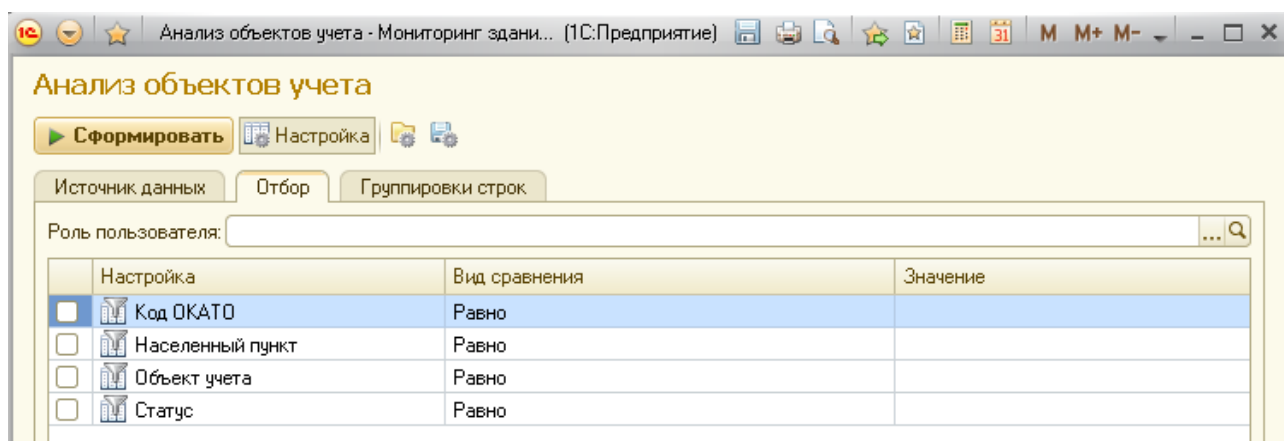 Анализ объектов учета - Мониторинг здани... (1С:Предприятие) 31 M M+ M-
Анализ объектов учета
Сформировать Настройка
Источник данных Отбор Группировки строк
Роль пользователя: ...
Настройка Вид сравнения Значение
Код ОКАТО Равно
Населенный пункт Равно
Объект учета Равно
Статус Равно